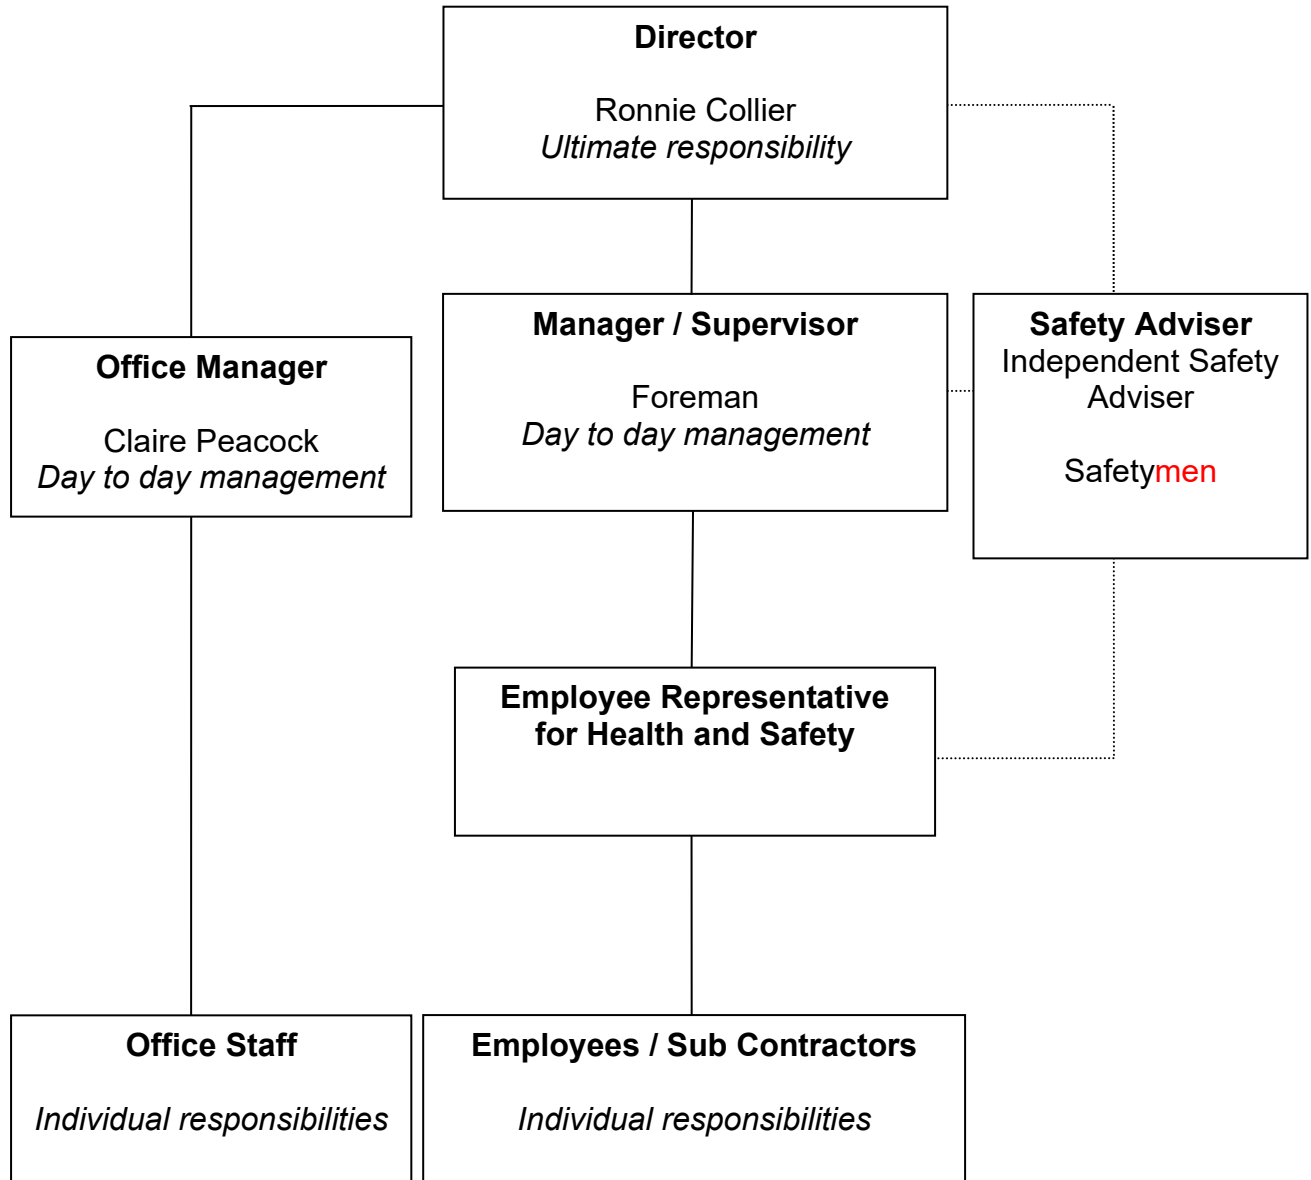 Director
Ronnie Collier
Ultimate responsibility
Manager / Supervisor
Foreman
Day to day management
Safety Adviser
Independent Safety
Adviser
Safetymen
Office Manager
Claire Peacock
Day to day management
Employee Representative
for Health and Safety
Office Staff
Individual responsibilities
Employees / Sub Contractors
Individual responsibilities